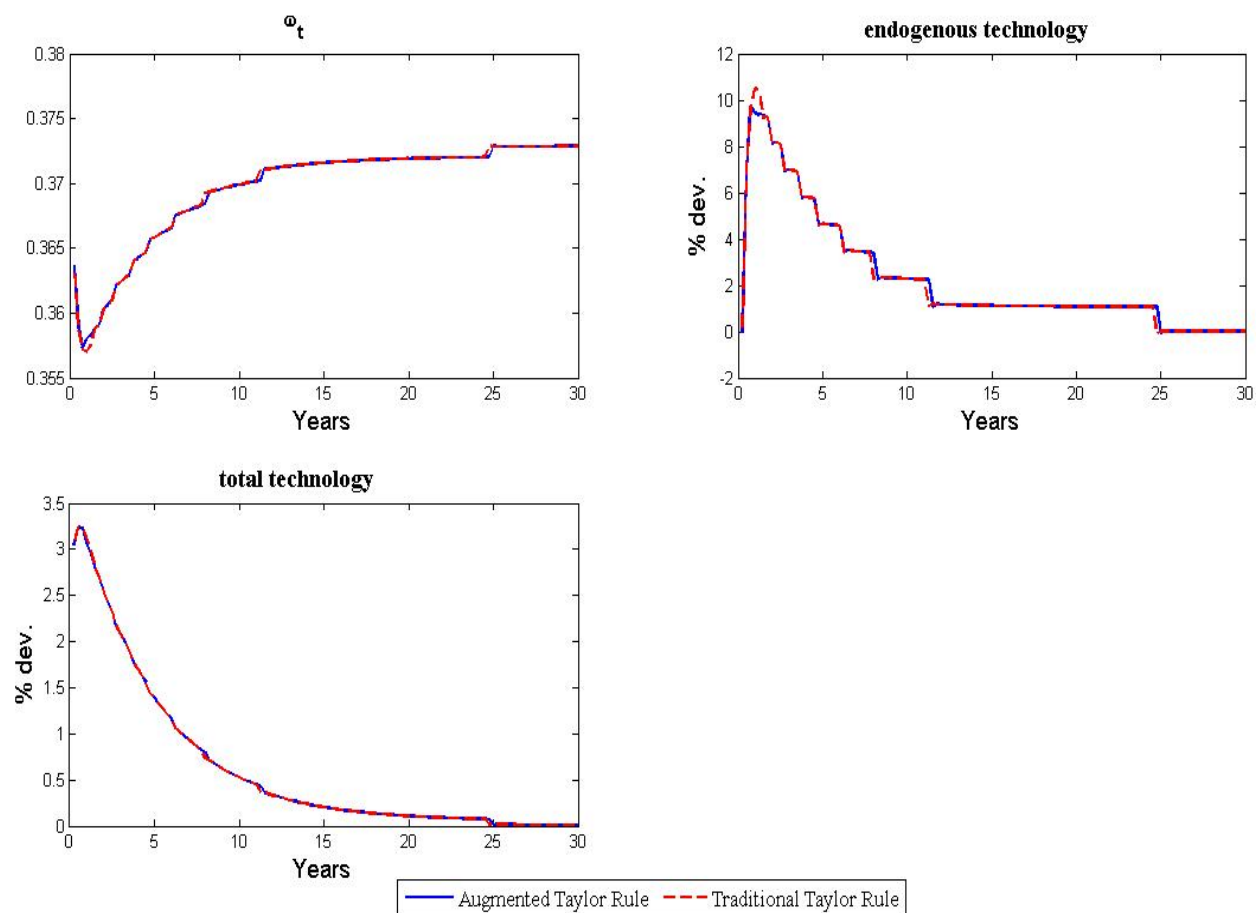 ω_t
0.38
0.375
0.37
0.365
0.36
0.355
0 5 10 15 20 25 30
Years
endogenous technology
% dev.
12
10
8
6
4
2
0
-2
0 5 10 15 20 25 30
Years
total technology
% dev.
3.5
3
2.5
2
1.5
1
0.5
0
0 5 10 15 20 25 30
Years
Augmented Taylor Rule Traditional Taylor Rule